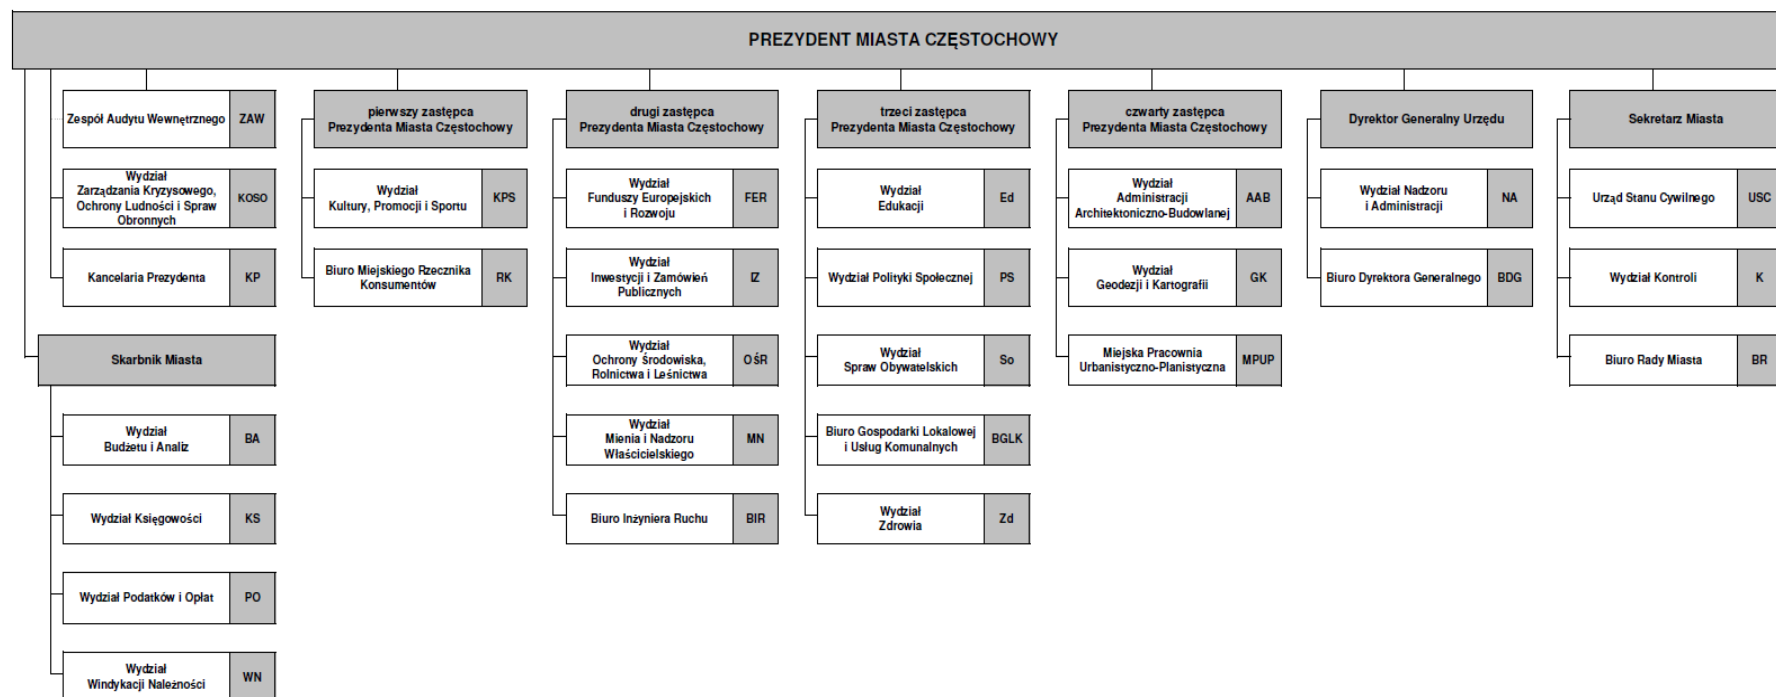 PREZYDENT MIASTA CZĘSTOCHOWY
Zespół Audytu Wewnętrznego
ZAW
Wydział
Zarządzania Kryzysowego,
Ochrony Ludności i Spraw
Obronnych
KOSO
Kancelaria Prezydenta
KP
Skarbnik Miasta
Wydział
Budżetu i Analiz
BA
Wydział Księgowości
KS
Wydział Podatków i Opłat
PO
Wydział
Windykacji Należności
WN
pierwszy zastępca
Prezydenta Miasta Częstochowy
Wydział
Kultury, Promocji i Sportu
KPS
Biuro Miejskiego Rzecznika
Konsumentów
RK
drugi zastępca
Prezydenta Miasta Częstochowy
Wydział
Funduszy Europejskich
i Rozwoju
FER
Wydział
Inwestycji i Zamówień
Publicznych
IZ
Wydział
Ochrony Środowiska,
Rolnictwa i Leśnictwa
OŚR
Wydział
Mienia i Nadzoru
Właścicielskiego
MN
Biuro Inżyniera Ruchu
BIR
trzeci zastępca
Prezydenta Miasta Częstochowy
Wydział
Edukacji
Ed
Wydział Polityki Społecznej
PS
Wydział
Spraw Obywatelskich
So
Biuro Gospodarki Lokalowej
i Usług Komunalnych
BGLK
Wydział
Zdrowia
Zd
czwarty zastępca
Prezydenta Miasta Częstochowy
Wydział
Administracji
Architektoniczno-Budowlanej
AAB
Wydział
Geodezji i Kartografii
GK
Miejska Pracownia
Urbanistyczno-Planistyczna
MPUP
Dyrektor Generalny Urzędu
Wydział Nadzoru
i Administracji
NA
Biuro Dyrektora Generalnego
BDG
Sekretarz Miasta
Urząd Stanu Cywilnego
USC
Wydział Kontroli
K
Biuro Rady Miasta
BR